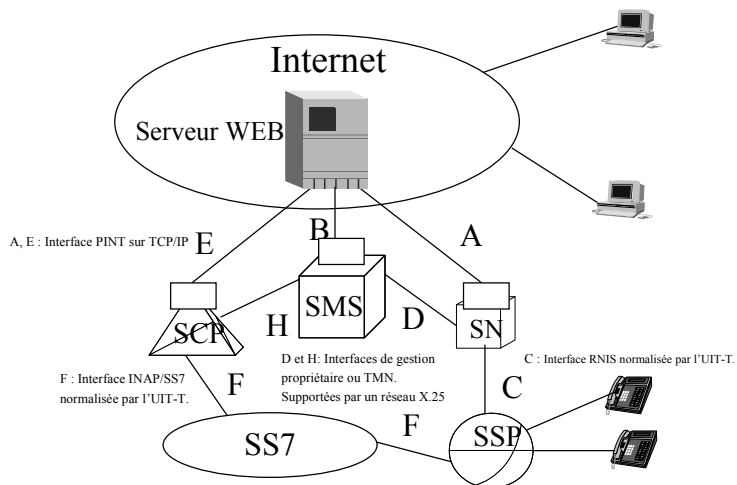 Internet
Serveur WEB
A, E : Interface PINT sur TCP/IP
E
B
A
SCP
H
SMS
D
SN
F : Interface INAP/SS7
normalisée par l’UIT-T.
F
D et H: Interfaces de gestion
propriétaire ou TMN.
Supportées par un réseau X.25
C : Interface RNIS normalisée par l’UIT-T.
C
SS7
F
SSP